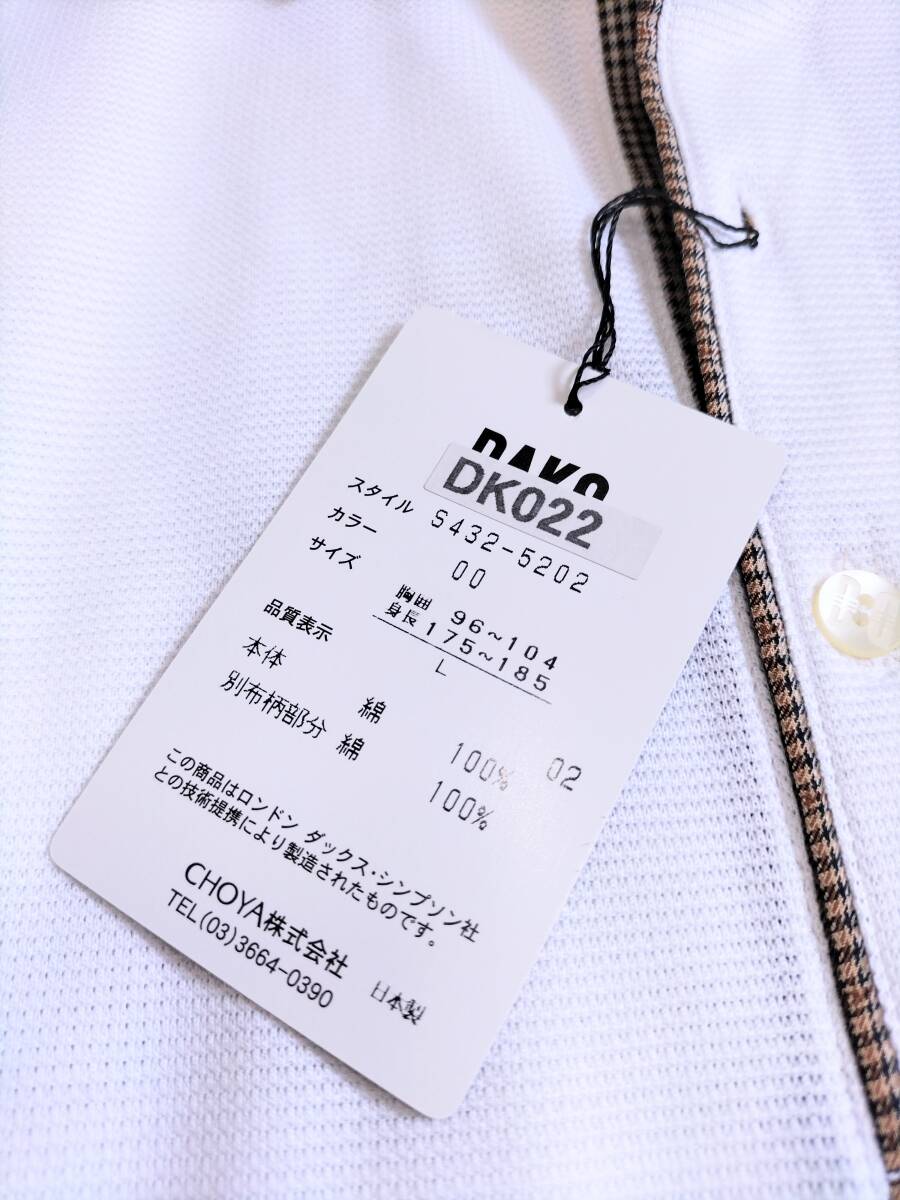 DAKS
DK022
スタイル S432-5202
カラー 00
サイズ 胸囲 96~104
身長 175~185
L
品質表示
本体 綿 100% 02
別布柄部分 綿 100%
この商品はロンドン ダックス・シンプソン社
との技術提携により製造されたものです。
CHOYA株式会社
TEL(03)3664-0390 日本製